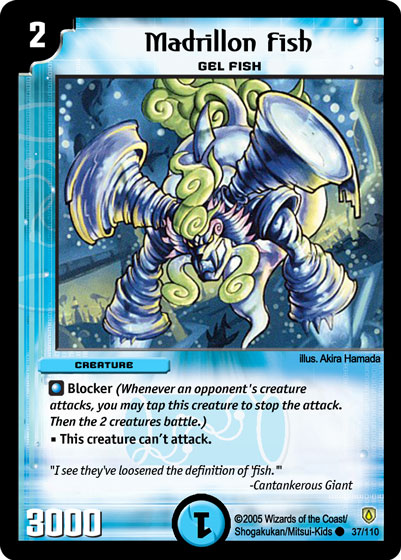 2
Madrillon Fish
GEL FISH
illus. Akira Hamada
CREATURE
Blocker (Whenever an opponent's creature
attacks, you may tap this creature to stop the attack.
Then the 2 creatures battle.)
▪ This creature can't attack.
"I see they've loosened the definition of 'fish.'"
-Cantankerous Giant
3000
1
©2005 Wizards of the Coast/
Shogakukan/Mitsui-Kids ● 37/110